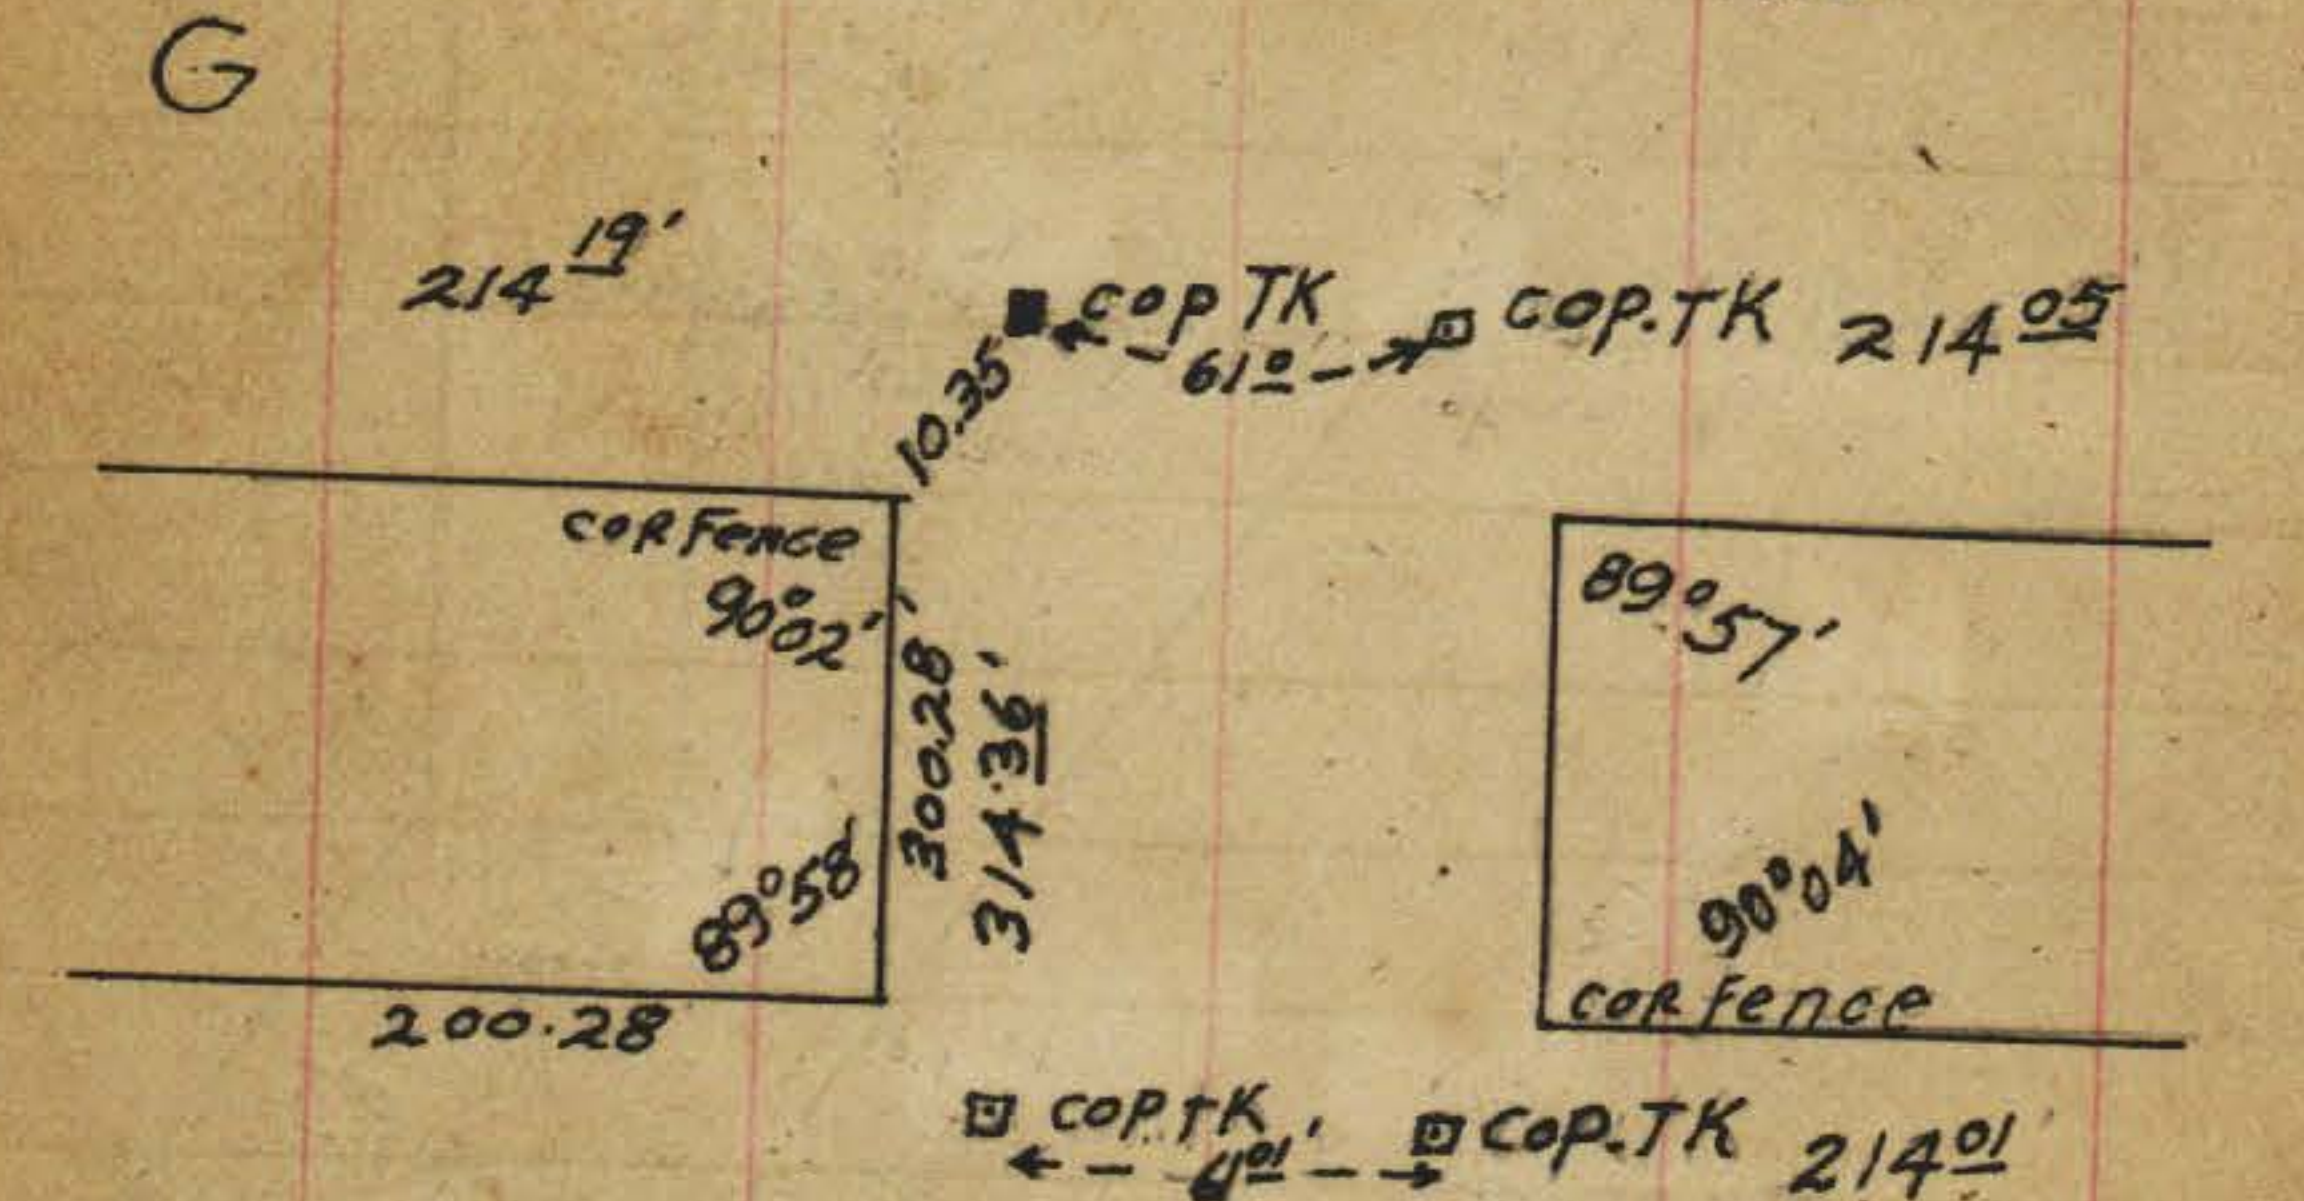 G
214 19'
cop TK
COP.TK 214 05
61 0
10.35
cor Fence
90°02'
89°57'
300.28'
314.36'
89°58'
90°04'
cor Fence
200.28
COP.TK
COP.TK 214 01'